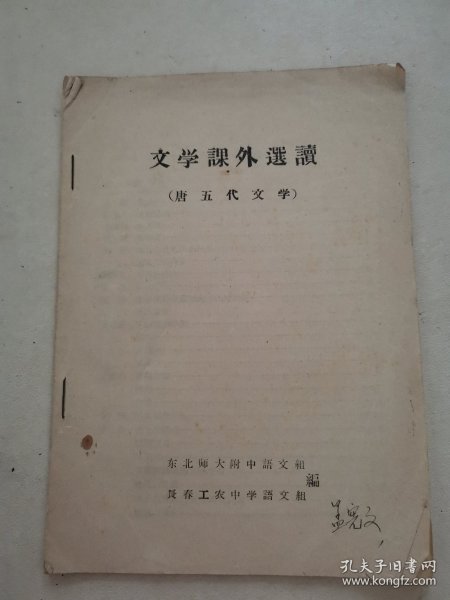 文学課外選讀
(唐五代文学)
东北师大附中語文組
長春工农中学語文組
編
孔夫子旧书网
www.kongfz.com